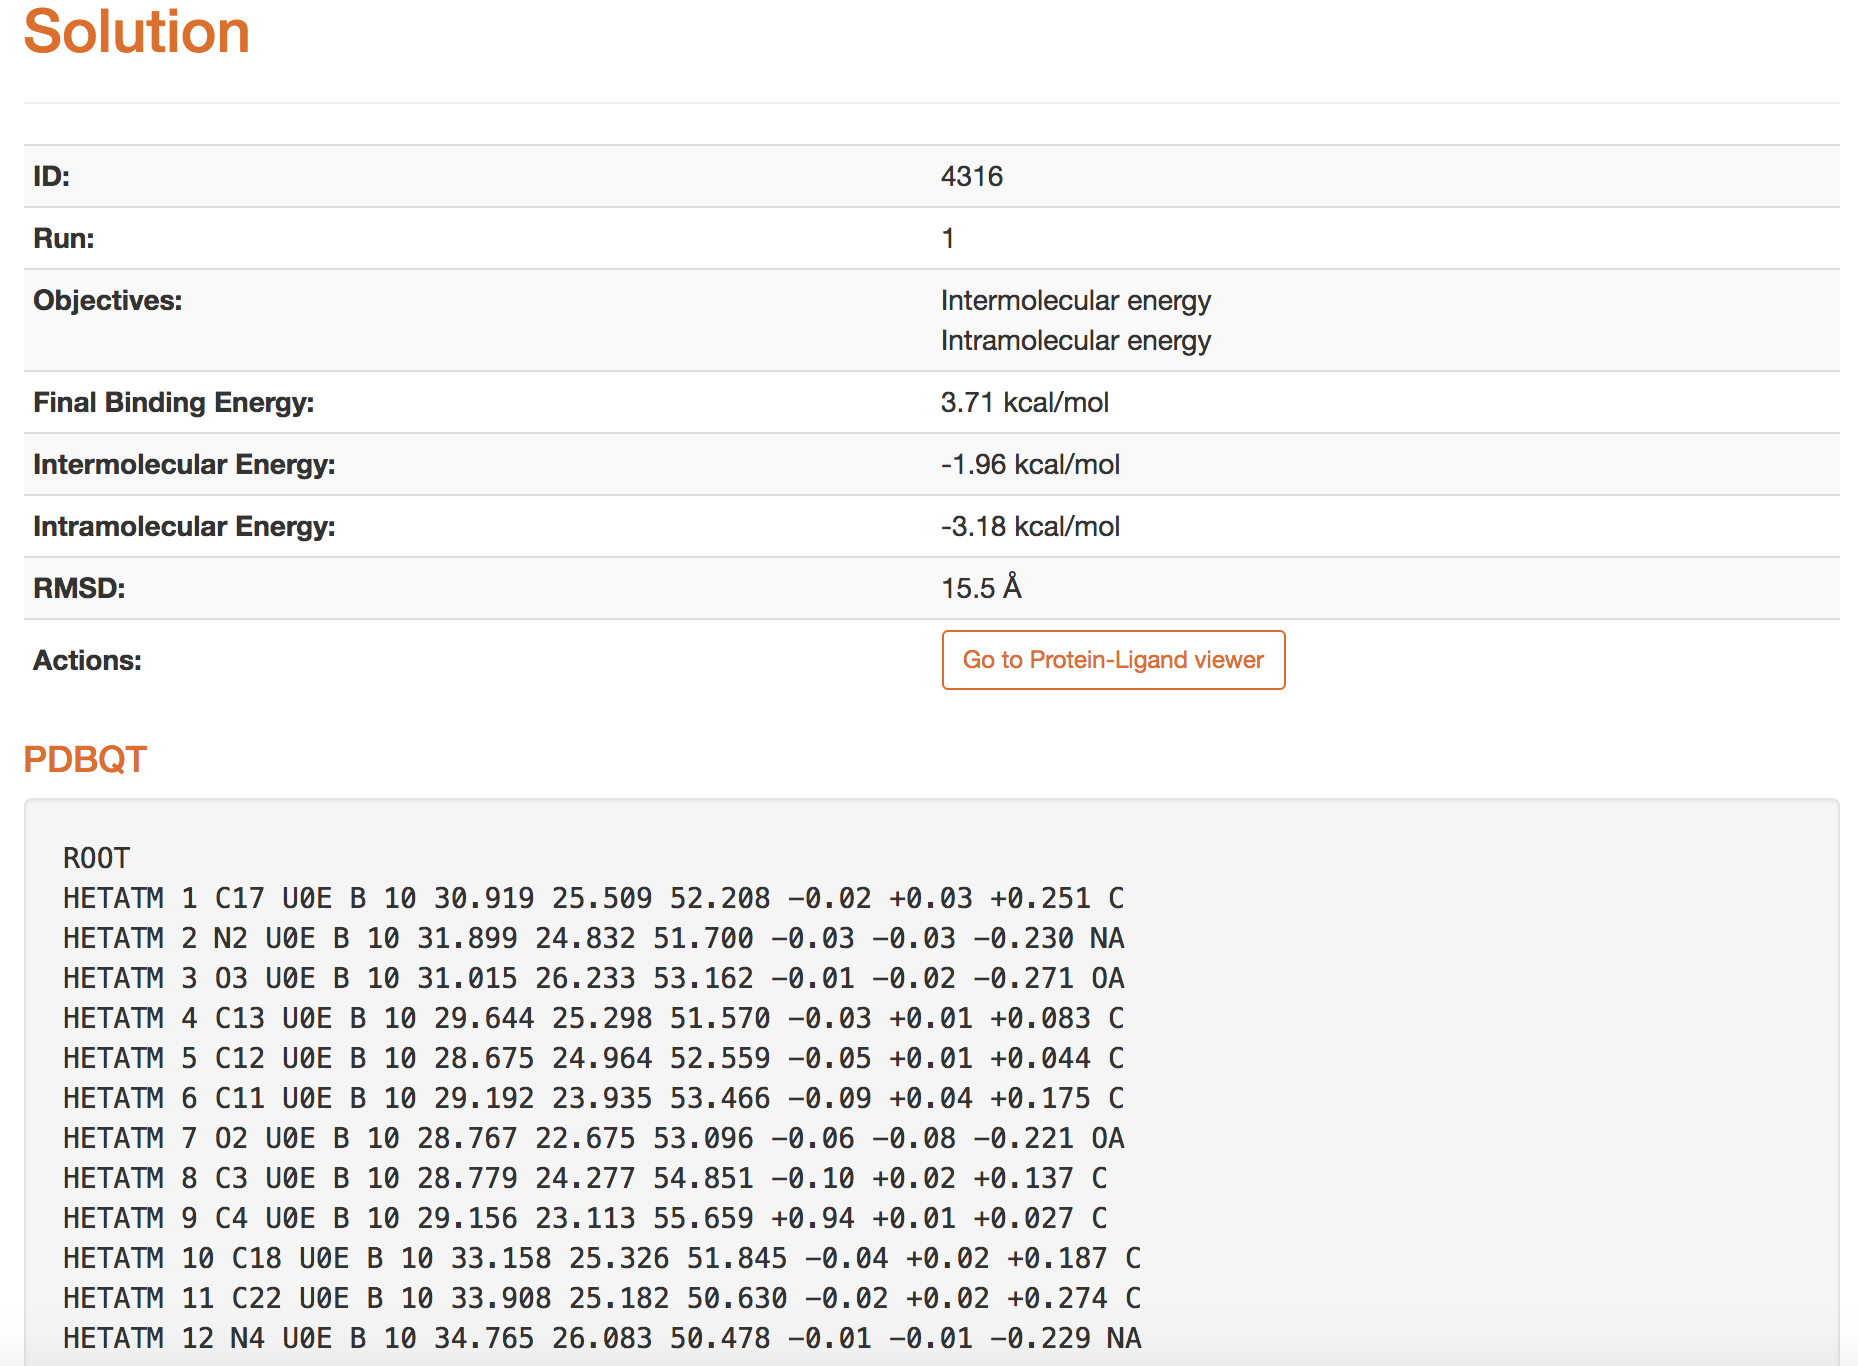 Solution
ID: 4316
Run: 1
Objectives: Intermolecular energy
Intramolecular energy
Final Binding Energy: 3.71 kcal/mol
Intermolecular Energy: -1.96 kcal/mol
Intramolecular Energy: -3.18 kcal/mol
RMSD: 15.5 Å
Actions: Go to Protein-Ligand viewer
PDBQT
ROOT
HETATM 1 C17 U0E B 10 30.919 25.509 52.208 −0.02 +0.03 +0.251 C
HETATM 2 N2 U0E B 10 31.899 24.832 51.700 −0.03 −0.03 −0.230 NA
HETATM 3 O3 U0E B 10 31.015 26.233 53.162 −0.01 −0.02 −0.271 OA
HETATM 4 C13 U0E B 10 29.644 25.298 51.570 −0.03 +0.01 +0.083 C
HETATM 5 C12 U0E B 10 28.675 24.964 52.559 −0.05 +0.01 +0.044 C
HETATM 6 C11 U0E B 10 29.192 23.935 53.466 −0.09 +0.04 +0.175 C
HETATM 7 O2 U0E B 10 28.767 22.675 53.096 −0.06 −0.08 −0.221 OA
HETATM 8 C3 U0E B 10 28.779 24.277 54.851 −0.10 +0.02 +0.137 C
HETATM 9 C4 U0E B 10 29.156 23.113 55.659 +0.94 +0.01 +0.027 C
HETATM 10 C18 U0E B 10 33.158 25.326 51.845 −0.04 +0.02 +0.187 C
HETATM 11 C22 U0E B 10 33.908 25.182 50.630 −0.02 +0.02 +0.274 C
HETATM 12 N4 U0E B 10 34.765 26.083 50.478 −0.01 −0.01 −0.229 NA